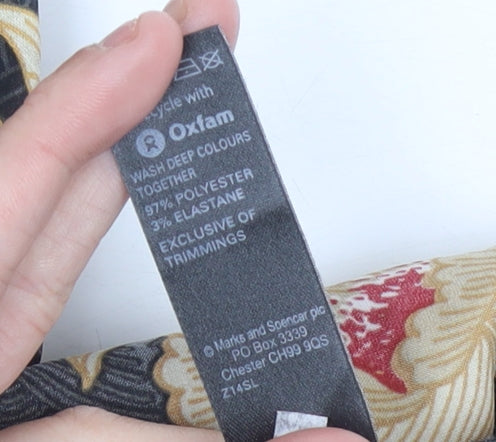 with
Oxfam
WASH DEEP COLOURS
TOGETHER
97% POLYESTER
3% ELASTANE
EXCLUSIVE OF
TRIMMINGS
© Marks and Spencer plc
PO Box 3339
Chester CH99 9QS
Z14SL